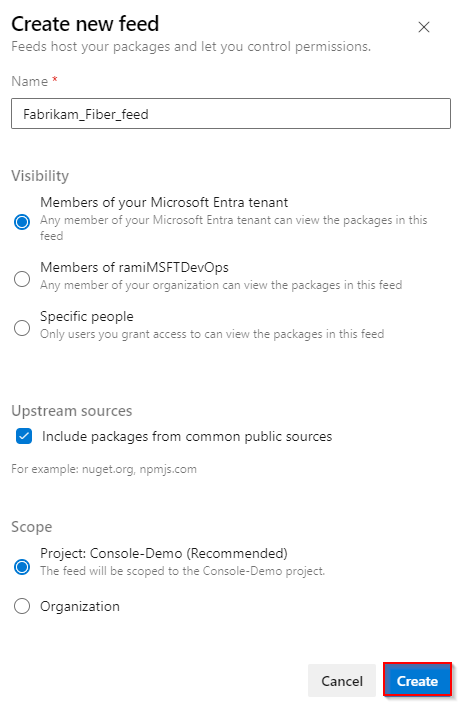 Create new feed
Feeds host your packages and let you control permissions.
Name *
Fabrikam_Fiber_feed
Visibility
Members of your Microsoft Entra tenant
Any member of your Microsoft Entra tenant can view the packages in this
feed
Members of ramiMSFTDevOps
Any member of your organization can view the packages in this feed
Specific people
Only users you grant access to can view the packages in this feed
Upstream sources
Include packages from common public sources
For example: nuget.org, npmjs.com
Scope
Project: Console-Demo (Recommended)
The feed will be scoped to the Console-Demo project.
Organization
Cancel
Create